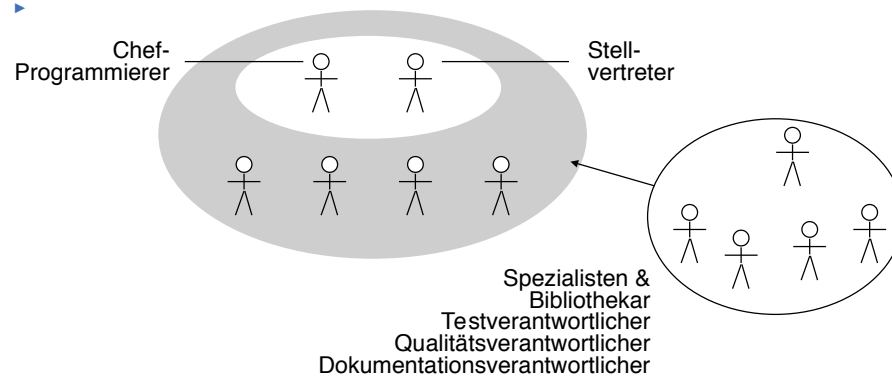 Chef-
Programmierer
Stell-
vertreter
Spezialisten &
Bibliothekar
Testverantwortlicher
Qualitätsverantwortlicher
Dokumentationsverantwortlicher